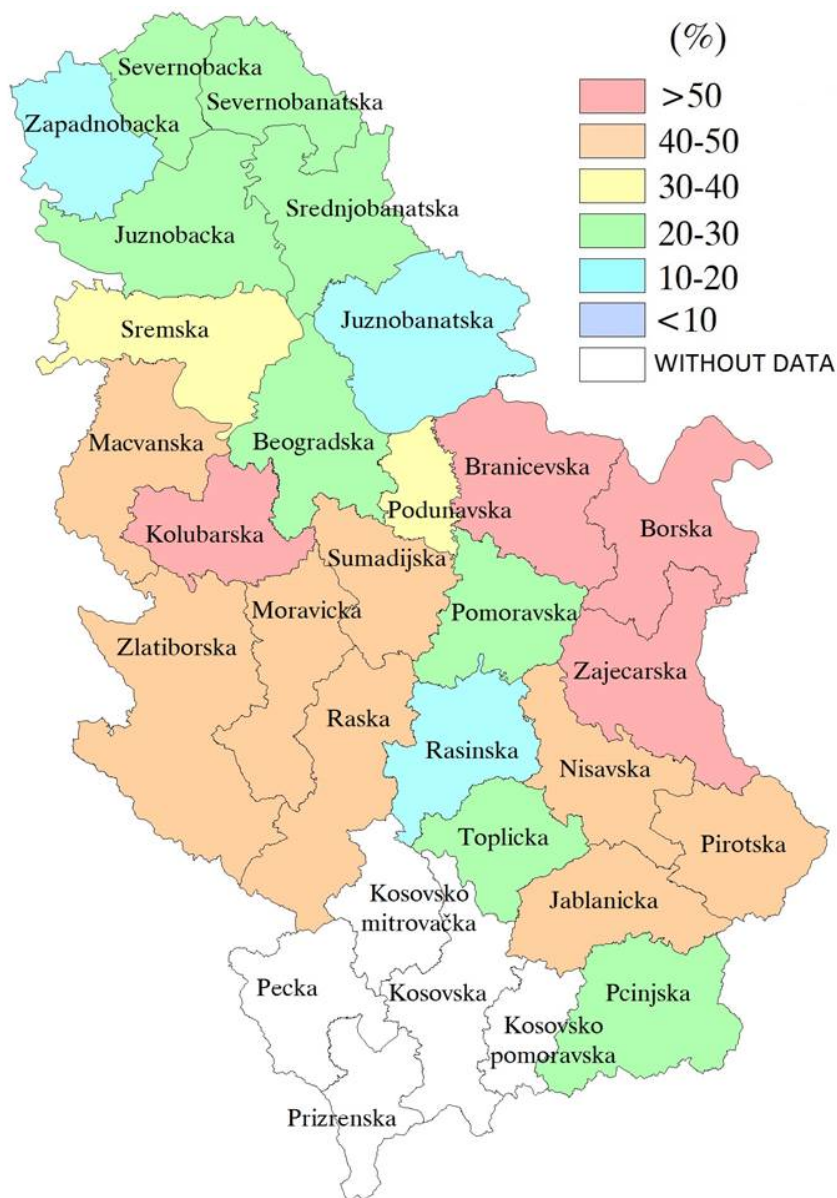 (%)
>50
40-50
30-40
20-30
10-20
<10
WITHOUT DATA
Severnobacka
Severnobanatska
Zapadnobacka
Srednjobanatska
Juznobacka
Juznobanatska
Sremska
Macvanska
Beogradska
Branicevska
Podunavska
Borska
Kolubarska
Sumadijska
Moravicka
Pomoravska
Zlatiborska
Zajecarska
Raska
Rasinska
Nisavska
Toplicka
Pirotska
Kosovsko
mitrovačka
Jablanicka
Pecka
Kosovska
Pcinjska
Kosovsko
pomoravska
Prizrenska